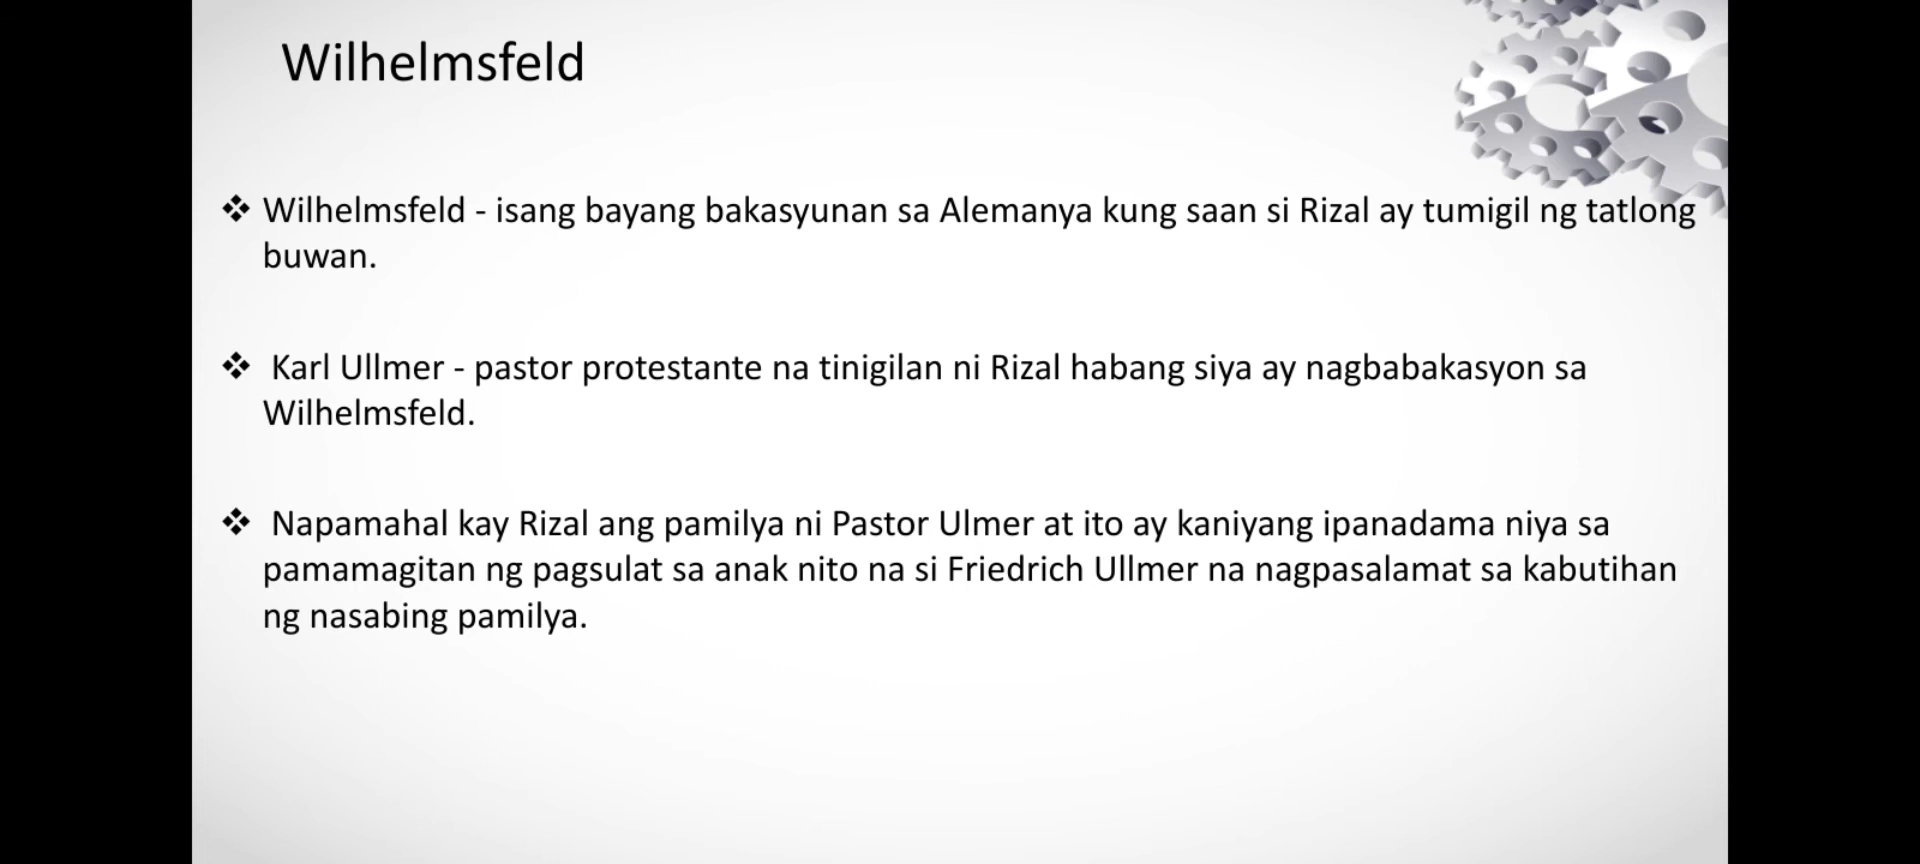 Wilhelmsfeld
❖ Wilhelmsfeld - isang bayang bakasyunan sa Alemanya kung saan si Rizal ay tumigil ng tatlong
buwan.
❖ Karl Ullmer - pastor protestante na tinigilan ni Rizal habang siya ay nagbabakasyon sa
Wilhelmsfeld.
❖ Napamahal kay Rizal ang pamilya ni Pastor Ulmer at ito ay kaniyang ipanadama niya sa
pamamagitan ng pagsulat sa anak nito na si Friedrich Ullmer na nagpasalamat sa kabutihan
ng nasabing pamilya.